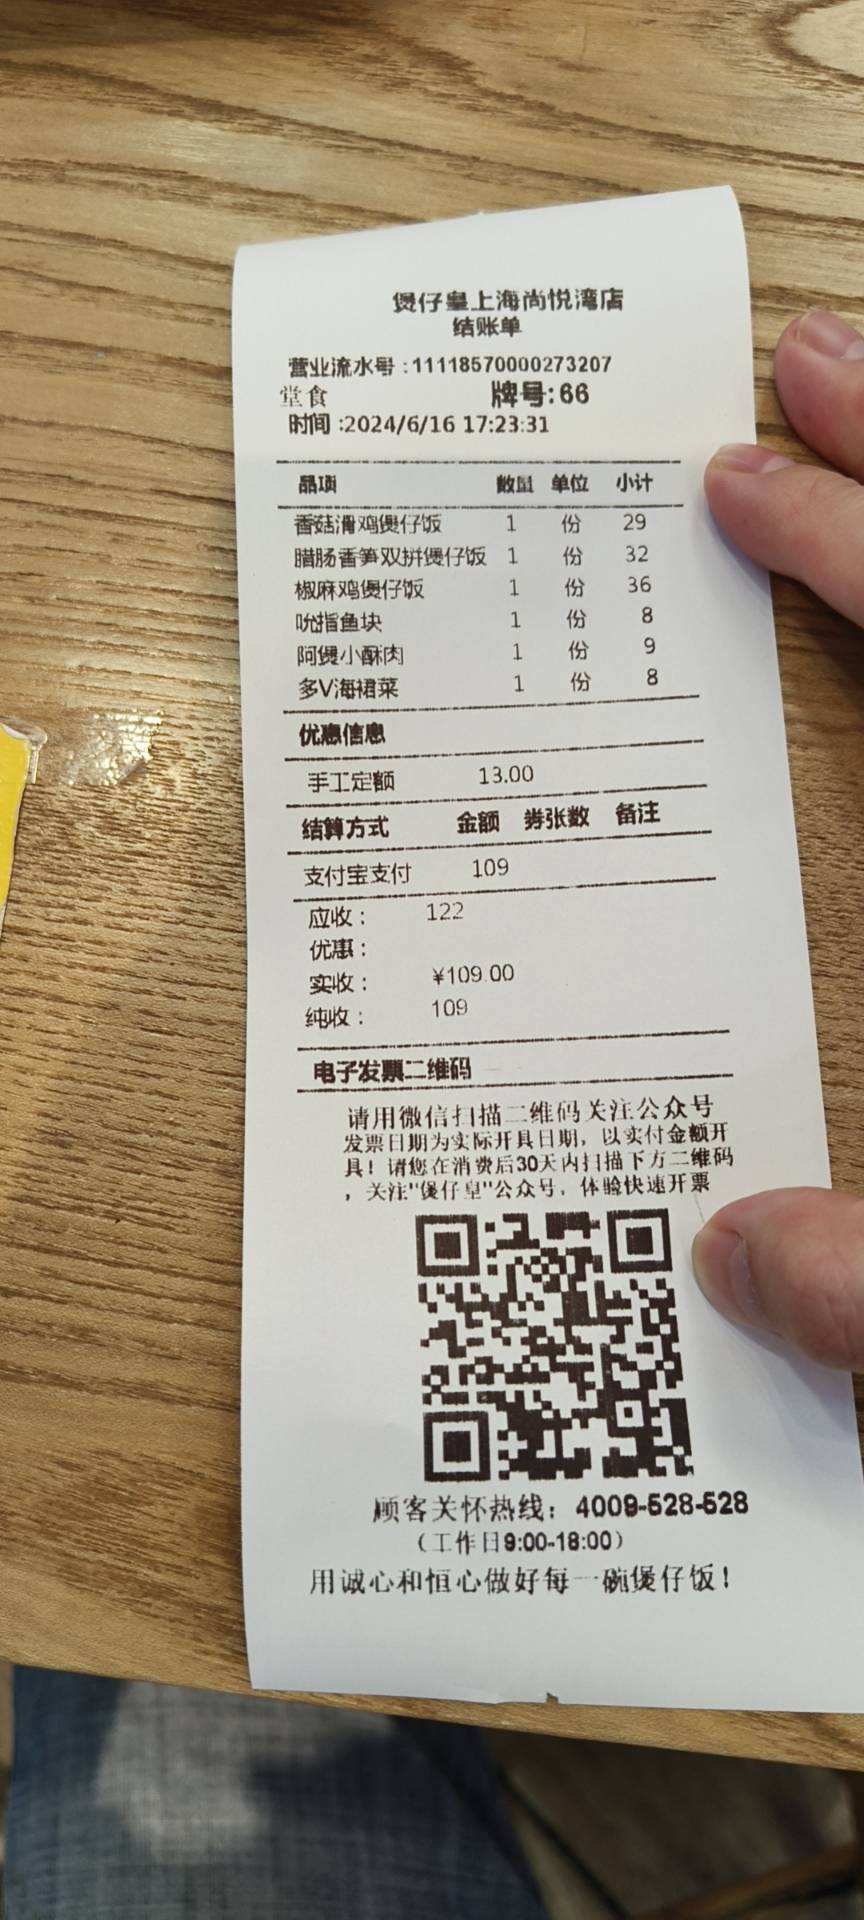 煲仔皇上海尚悦湾店
结账单
营业流水号:11118570000273207
堂食 牌号:66
时间:2024/6/16 17:23:31
品项 数量 单位 小计
香菇滑鸡煲仔饭 1 份 29
腊肠香笋双拼煲仔饭 1 份 32
椒麻鸡煲仔饭 1 份 36
吮指鱼块 1 份 8
阿煲小酥肉 1 份 9
多V海裙菜 1 份 8
优惠信息
手工定额 13.00
结算方式 金额 券张数 备注
支付宝支付 109
应收: 122
优惠:
实收: ¥109.00
纯收: 109
电子发票二维码
请用微信扫描二维码关注公众号
发票日期为实际开具日期，以实付金额开
具！请您在消费后30天内扫描下方二维码
，关注"煲仔皇"公众号，体验快速开票
顾客关怀热线：4009-528-528
（工作日9:00-18:00）
用诚心和恒心做好每一碗煲仔饭！